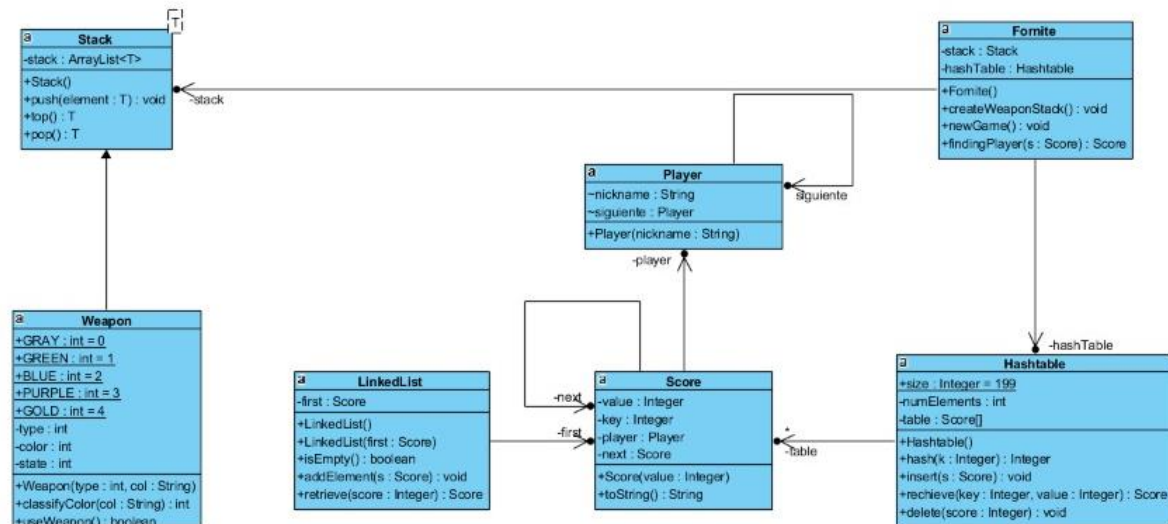 a
T
Stack
-stack : ArrayList<T>
+Stack()
+push(element : T) : void
+top() : T
+pop() : T
-stack
a
Fornite
-stack : Stack
-hashTable : Hashtable
+Fornite()
+createWeaponStack() : void
+newGame() : void
+findingPlayer(s : Score) : Score
a
Player
~nickname : String
~siguiente : Player
+Player(nickname : String)
siguiente
-player
a
Weapon
+GRAY : int = 0
+GREEN : int = 1
+BLUE : int = 2
+PURPLE : int = 3
+GOLD : int = 4
-type : int
-color : int
-state : int
+Weapon(type : int, col : String)
+classifyColor(col : String) : int
+useWeapon() : boolean
a
LinkedList
-first : Score
+LinkedList()
+LinkedList(first : Score)
+isEmpty() : boolean
+addElement(s : Score) : void
+retrieve(score : Integer) : Score
-next
-first
a
Score
-value : Integer
-key : Integer
-player : Player
-next : Score
+Score(value : Integer)
+toString() : String
*
-table
-hashTable
a
Hashtable
+size : Integer = 199
-numElements : int
-table : Score[]
+Hashtable()
+hash(k : Integer) : Integer
+insert(s : Score) : void
+rechieve(key : Integer, value : Integer) : Score
+delete(score : Integer) : void